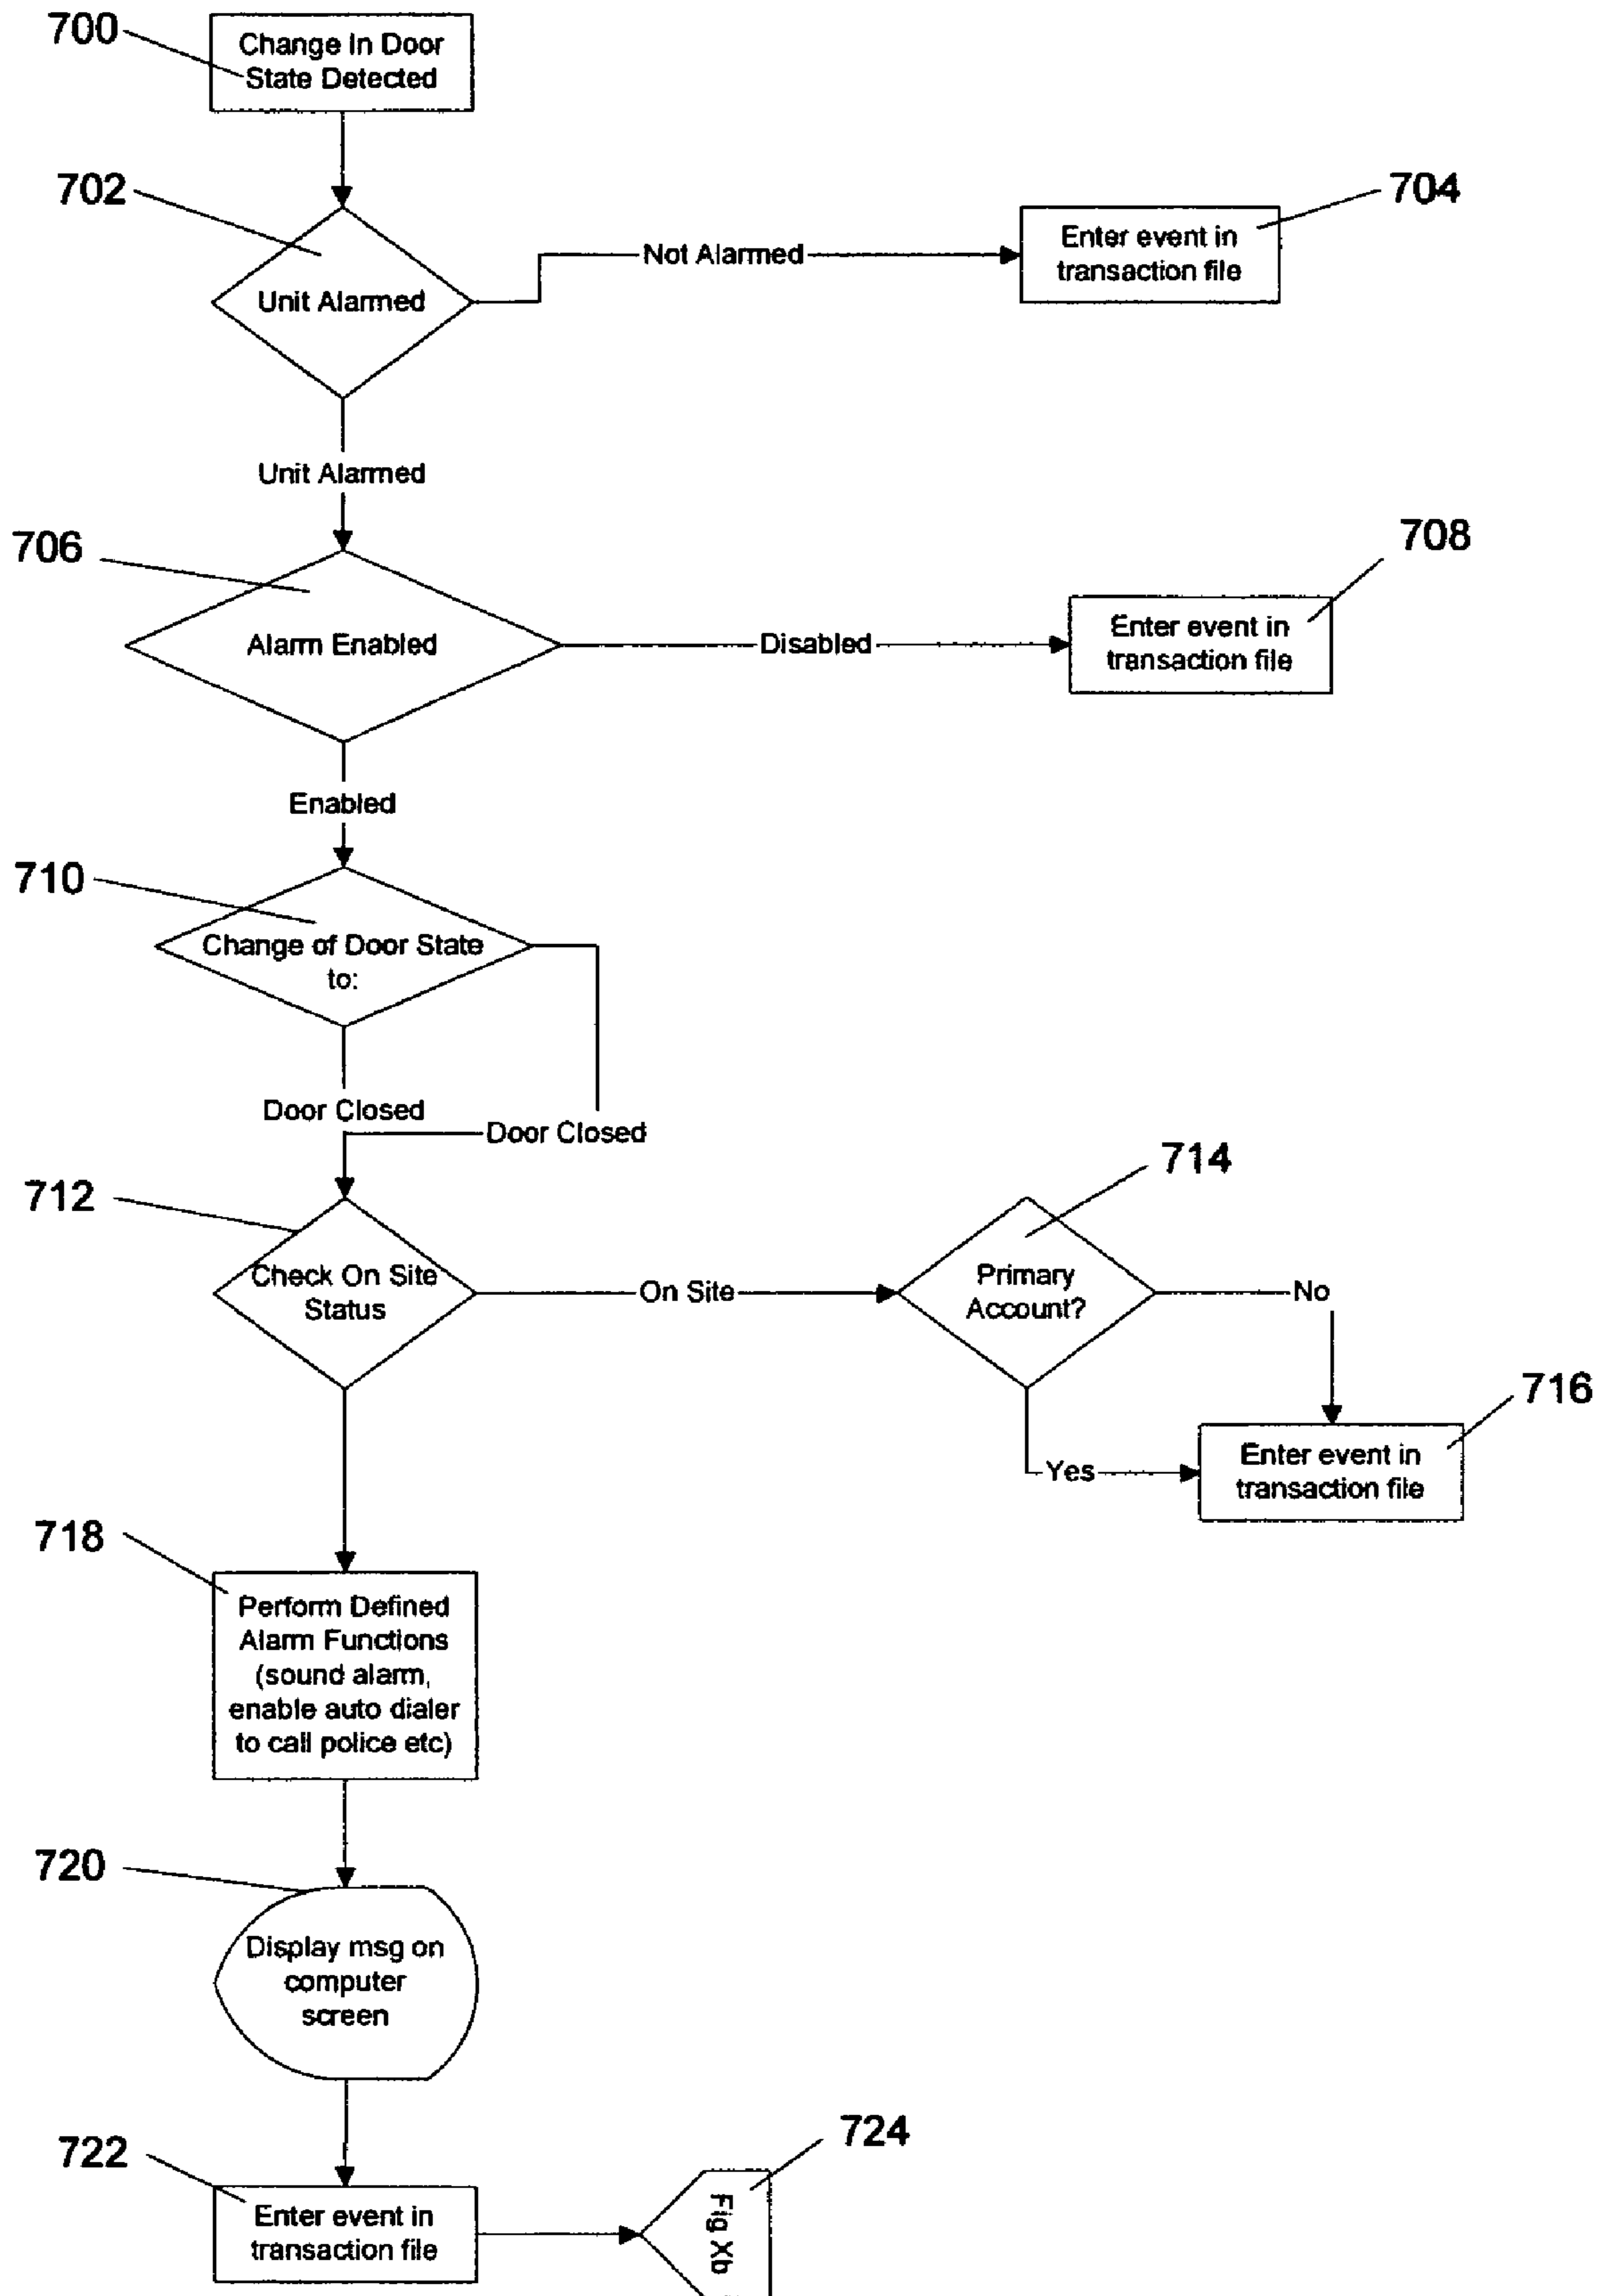 700
Change In Door
State Detected
702
Unit Alarmed
Not Alarmed
704
Enter event in
transaction file
Unit Alarmed
706
Alarm Enabled
Disabled
708
Enter event in
transaction file
Enabled
710
Change of Door State
to:
Door Closed
Door Closed
712
Check On Site
Status
On Site
714
Primary
Account?
No
Yes
716
Enter event in
transaction file
718
Perform Defined
Alarm Functions
(sound alarm,
enable auto dialer
to call police etc)
720
Display msg on
computer
screen
722
Enter event in
transaction file
724
Fig Xb